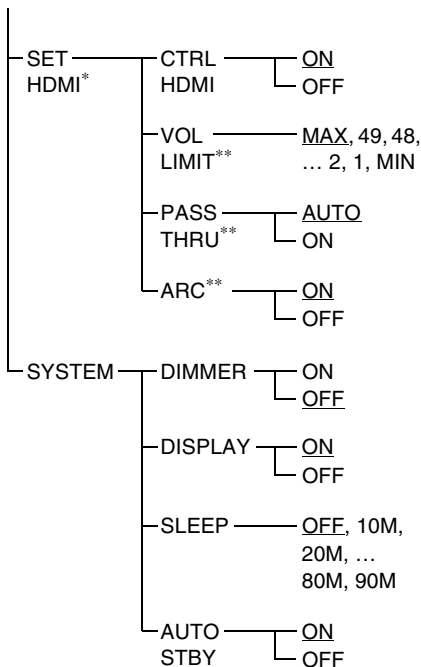 SET HDMI*
CTRL HDMI
ON
OFF
VOL LIMIT**
MAX, 49, 48,
… 2, 1, MIN
PASS THRU**
AUTO
ON
ARC**
ON
OFF
SYSTEM
DIMMER
ON
OFF
DISPLAY
ON
OFF
SLEEP
OFF, 10M,
20M, …
80M, 90M
AUTO STBY
ON
OFF